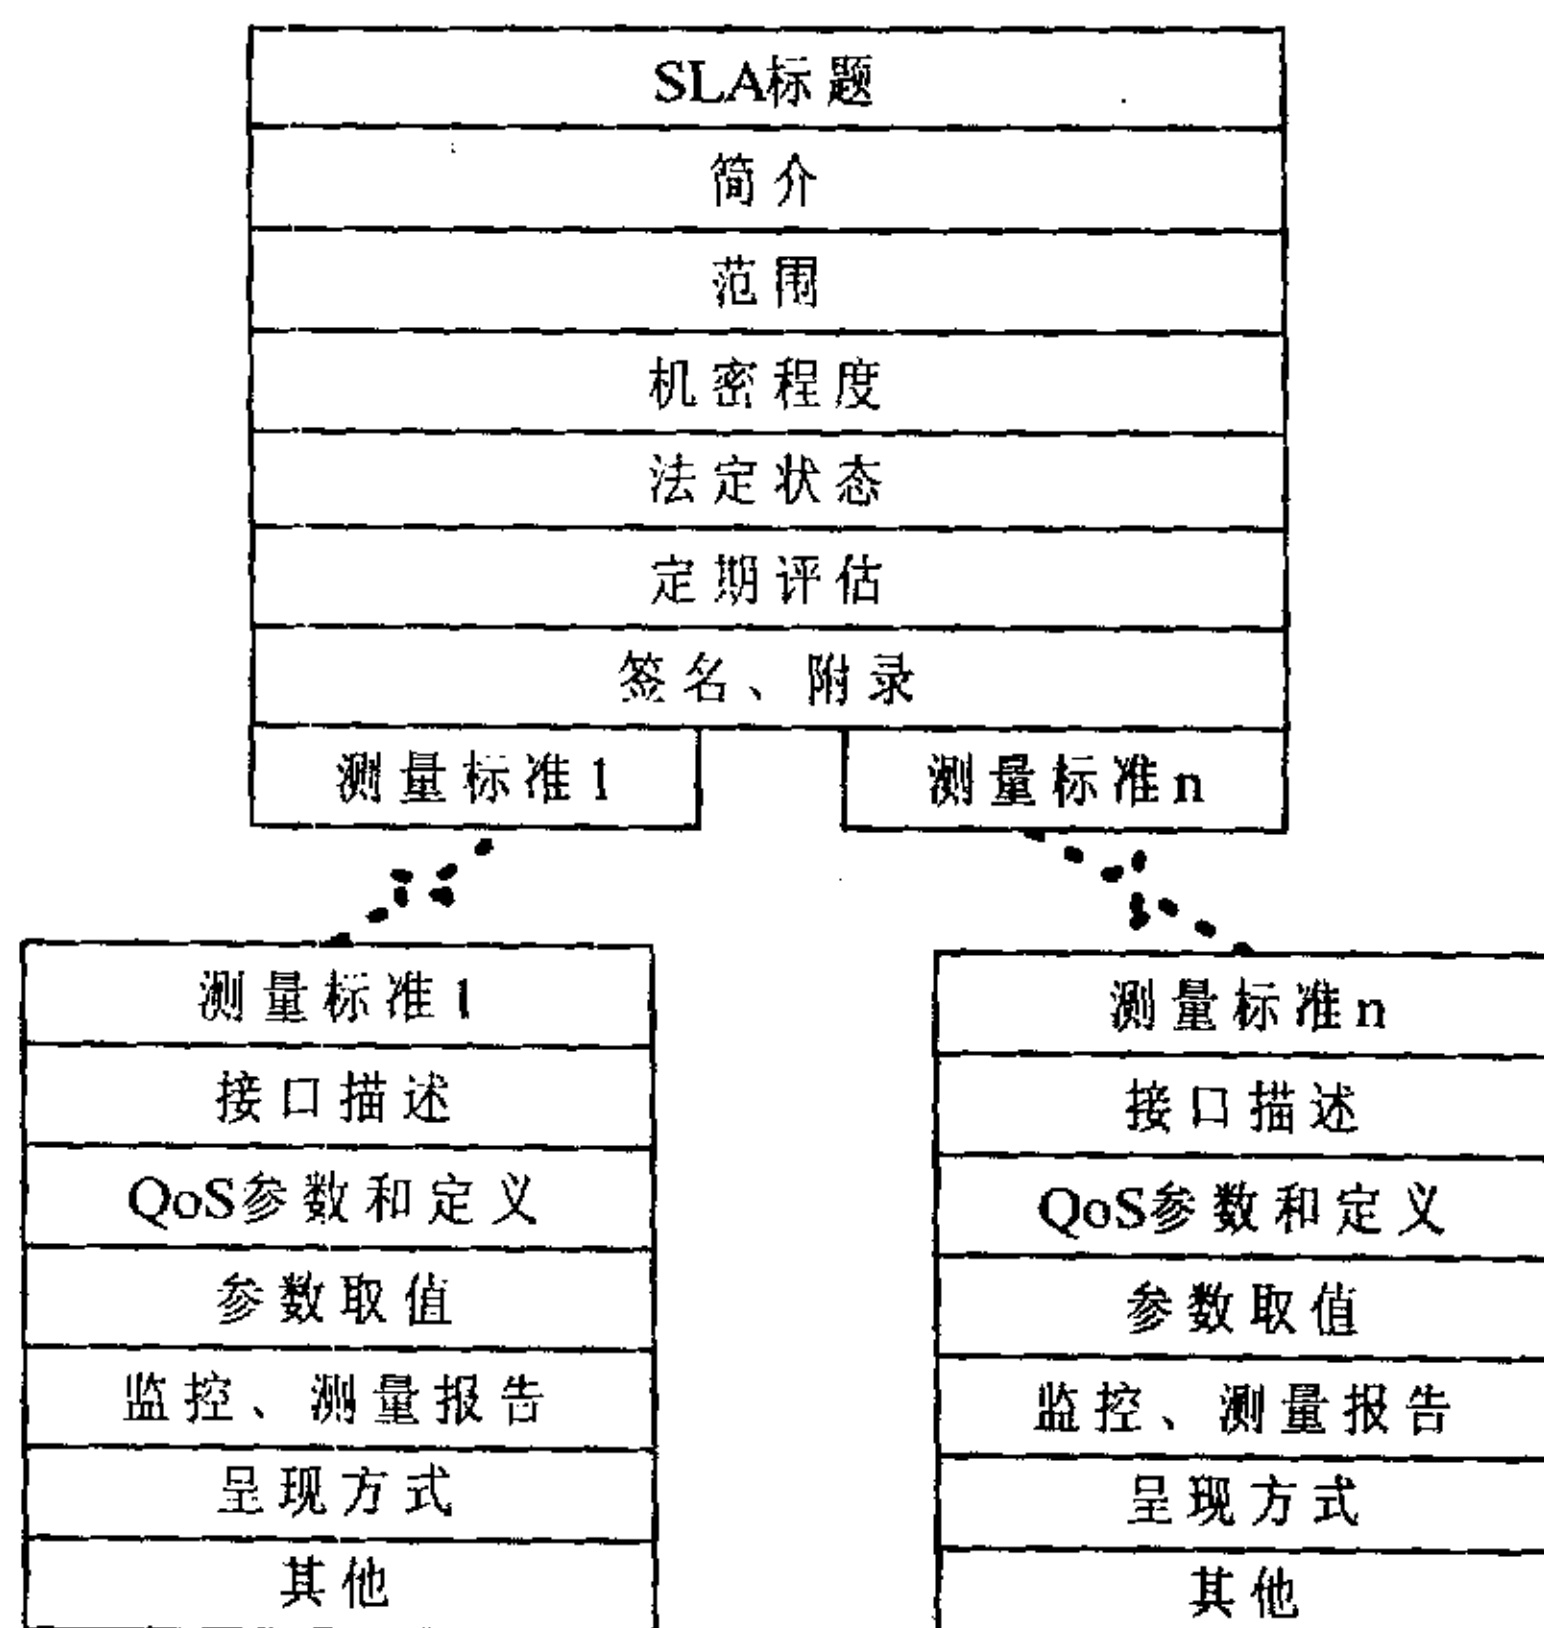 SLA标题
简介
范围
机密程度
法定状态
定期评估
签名、附录
测量标准1
测量标准n
测量标准1
接口描述
QoS参数和定义
参数取值
监控、测量报告
呈现方式
其他
测量标准n
接口描述
QoS参数和定义
参数取值
监控、测量报告
呈现方式
其他